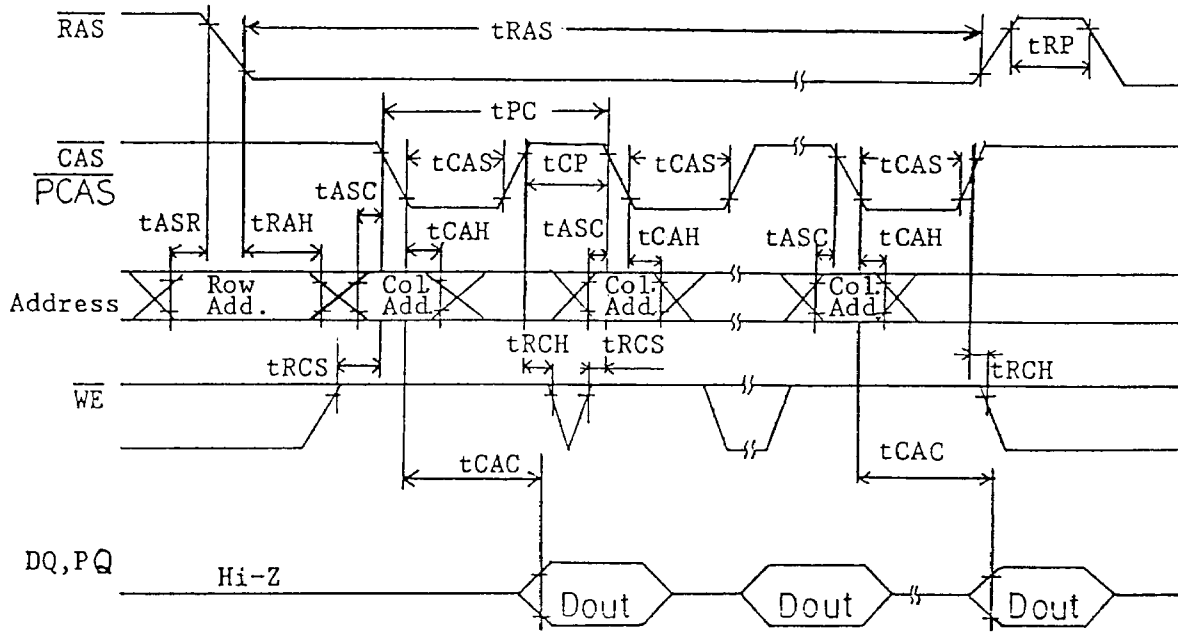 RAS tRAS tRP
tPC
CAS tCAS tCP tCAS tCAS
PCAS
tASC
tASR tRAH tCAH tASC tCAH tASC tCAH
Address Row Add. Col. Add. Col. Add. Col. Add.
tRCS tRCH tRCS tRCH
WE
tCAC tCAC
DQ,PQ Hi-Z Dout Dout Dout